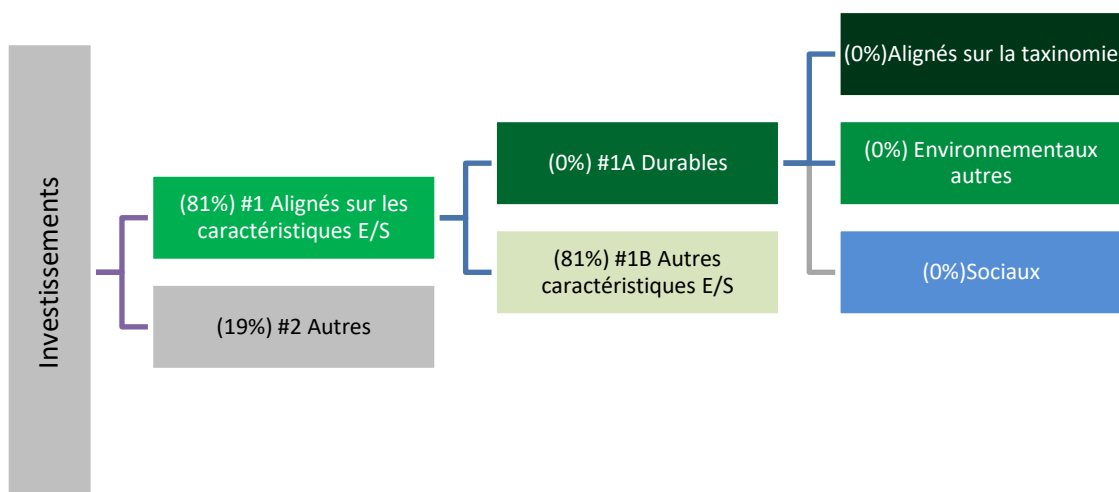 Investissements
(81%) #1 Alignés sur les
caractéristiques E/S
(19%) #2 Autres
(0%) #1A Durables
(81%) #1B Autres
caractéristiques E/S
(0%)Alignés sur la taxinomie
(0%) Environnementaux
autres
(0%)Sociaux